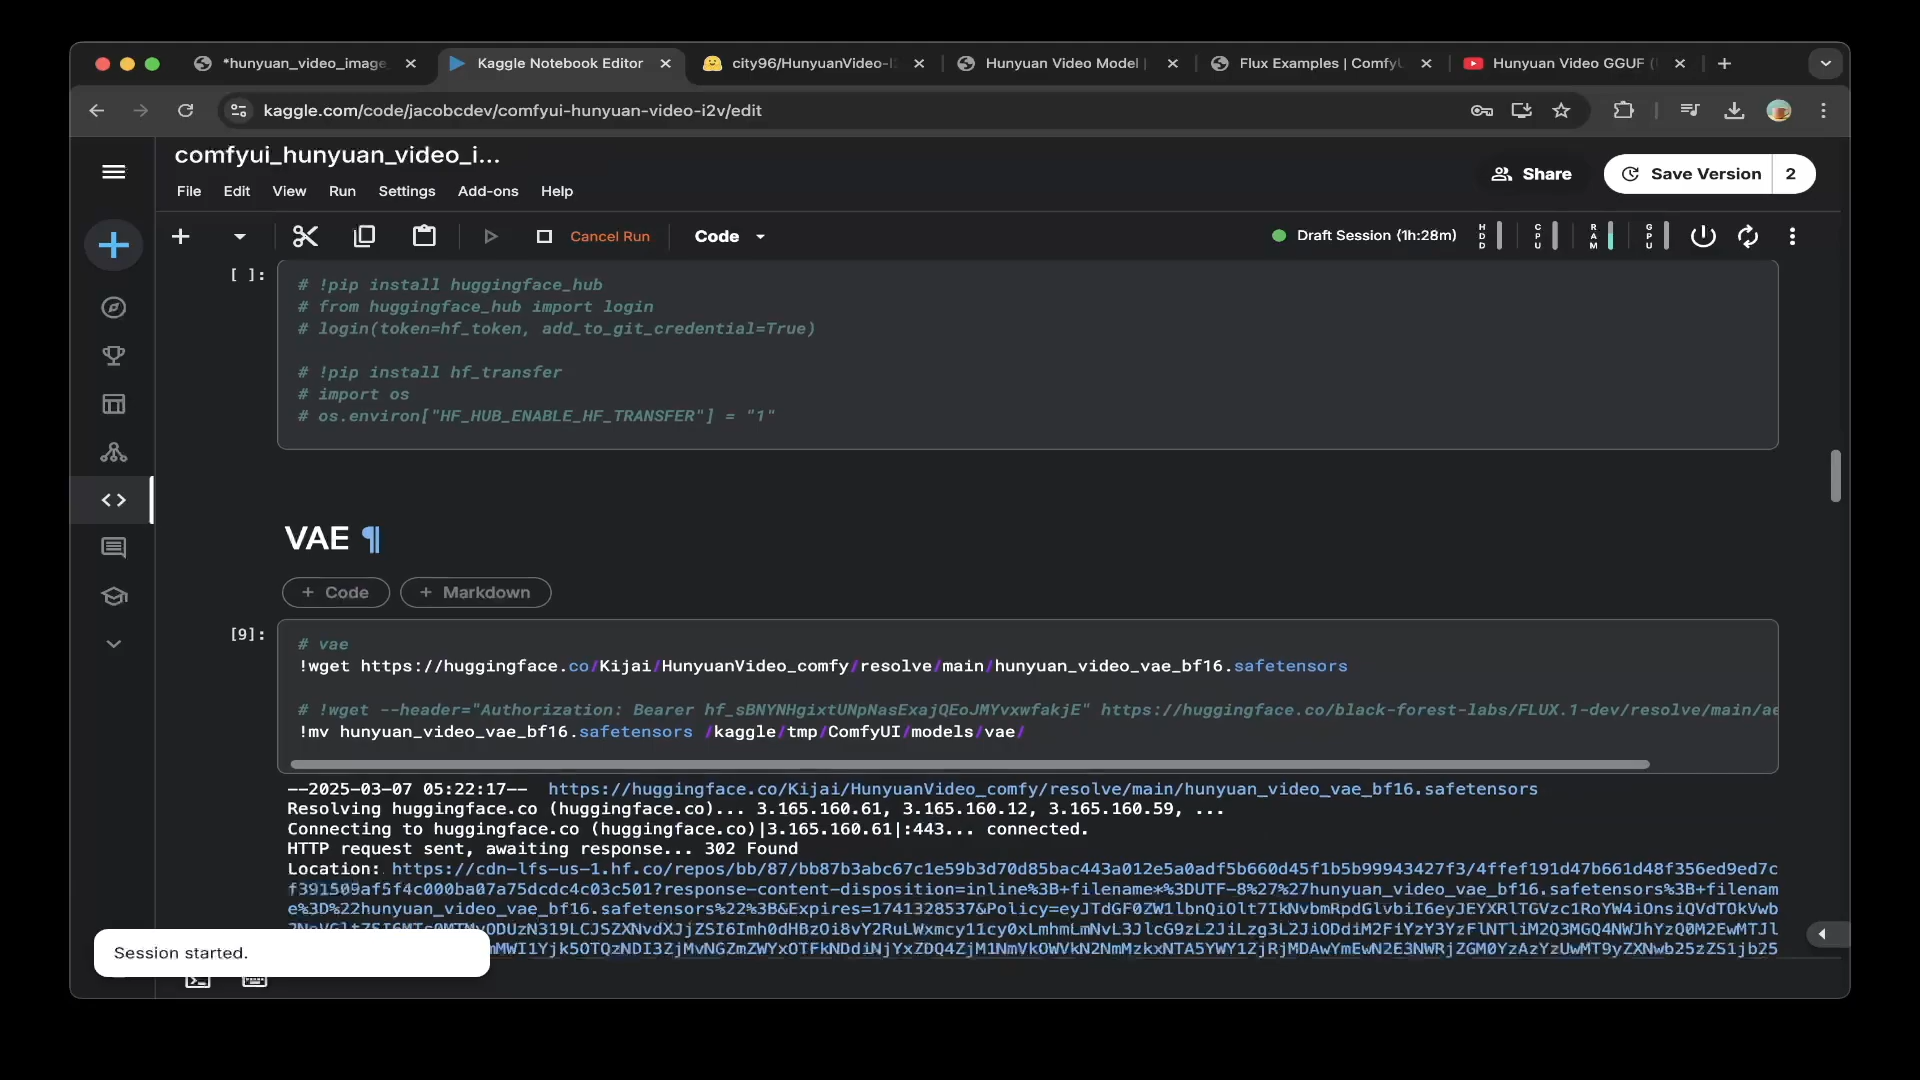 *hunyuan_video_image
Kaggle Notebook Editor
city96/HunyuanVideo-I
Hunyuan Video Model |
Flux Examples | ComfyU
Hunyuan Video GGUF (
kaggle.com/code/jacobcdev/comfyui-hunyuan-video-i2v/edit
comfyui_hunyuan_video_i...
Share
Save Version
2
File Edit View Run Settings Add-ons Help
Cancel Run
Code
Draft Session (1h:28m)
HDD
CPU
RAM
GPU
[ ]:
# !pip install huggingface_hub
# from huggingface_hub import login
# login(token=hf_token, add_to_git_credential=True)
# !pip install hf_transfer
# import os
# os.environ["HF_HUB_ENABLE_HF_TRANSFER"] = "1"
VAE ¶
+ Code
+ Markdown
[9]:
# vae
!wget https://huggingface.co/Kijai/HunyuanVideo_comfy/resolve/main/hunyuan_video_vae_bf16.safetensors
# !wget --header="Authorization: Bearer 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" https://huggingface.co/black-forest-labs/FLUX.1-dev/resolve/main/ae
!mv hunyuan_video_vae_bf16.safetensors /kaggle/tmp/ComfyUI/models/vae/
--2025-03-07 05:22:17-- https://huggingface.co/Kijai/HunyuanVideo_comfy/resolve/main/hunyuan_video_vae_bf16.safetensors
Resolving huggingface.co (huggingface.co)... 3.165.160.61, 3.165.160.12, 3.165.160.59, ...
Connecting to huggingface.co (huggingface.co)|3.165.160.61|:443... connected.
HTTP request sent, awaiting response... 302 Found
Location: https://cdn-lfs-us-1.hf.co/repos/bb/87/bb87b3abc67c1e59b3d70d85bac443a012e5a0adf5b660d45f1b5b99943427f3/4ffef191d47b661d48f356ed9ed7c
f391509af5f4c000ba07a75dcdc4c03c501?response-content-disposition=inline%3B+filename*%3DUTF-8%27%27hunyuan_video_vae_bf16.safetensors%3B+filenam
e%3D%22hunyuan_video_vae_bf16.safetensors%22%3B&Expires=1741328537&Policy=eyJTdGF0ZW1lbnQiOlt7IkNvbmRpdGlvbiI6eyJEYXRlTGVzc1RoYW4iOnsiQVdTOkVwb
Session started.